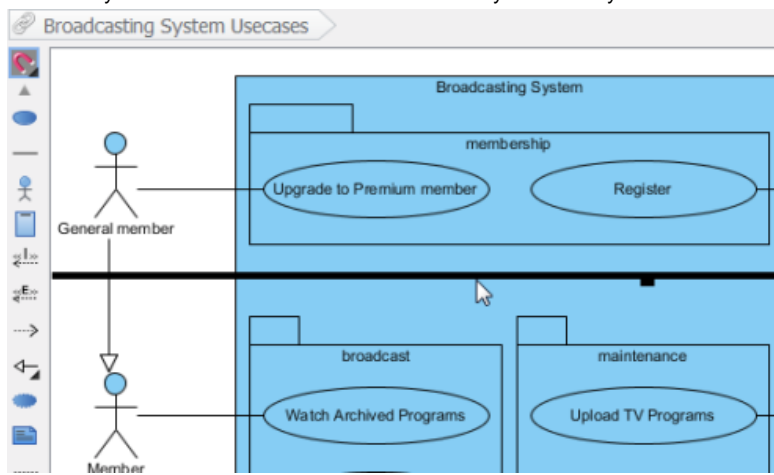 Broadcasting System Usecases
Broadcasting System
membership
Upgrade to Premium member
Register
General member
broadcast
maintenance
Watch Archived Programs
Upload TV Programs
Member